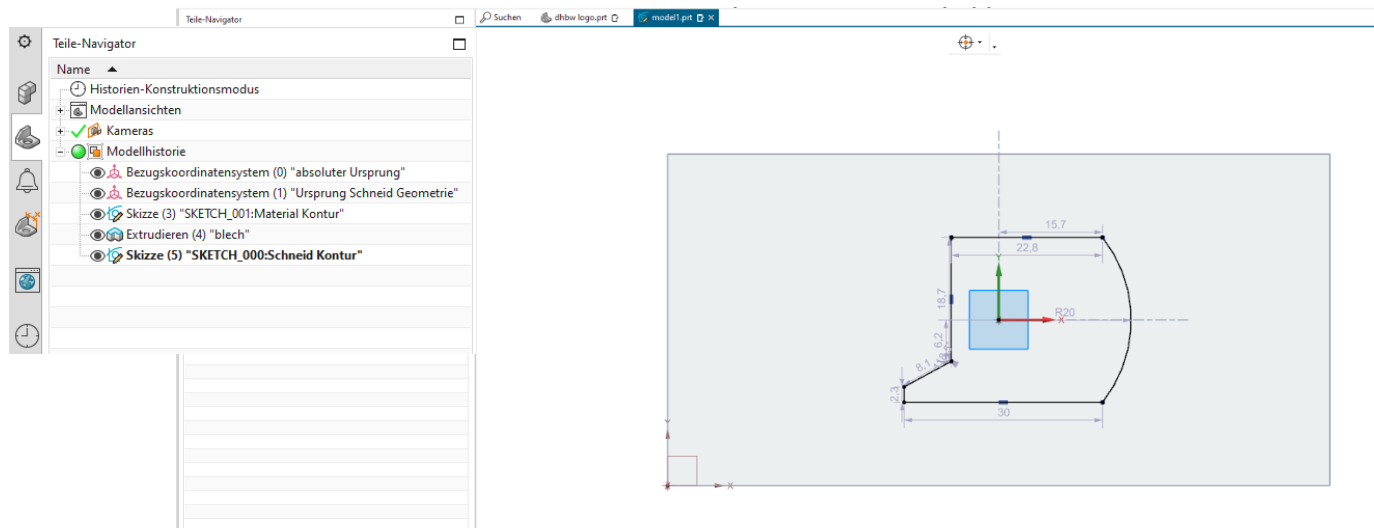 Teile-Navigator
Suchen
dhbw logo.prt
model1.prt
Teile-Navigator
Name
Historien-Konstruktionsmodus
Modellansichten
Kameras
Modellhistorie
Bezugskoordinatensystem (0) "absoluter Ursprung"
Bezugskoordinatensystem (1) "Ursprung Schneid Geometrie"
Skizze (3) "SKETCH_001:Material Kontur"
Extrudieren (4) "blech"
Skizze (5) "SKETCH_000:Schneid Kontur"
15,7
22,8
Y
18,7
R20
X
6,2
8,1
2,3
30
Y
X